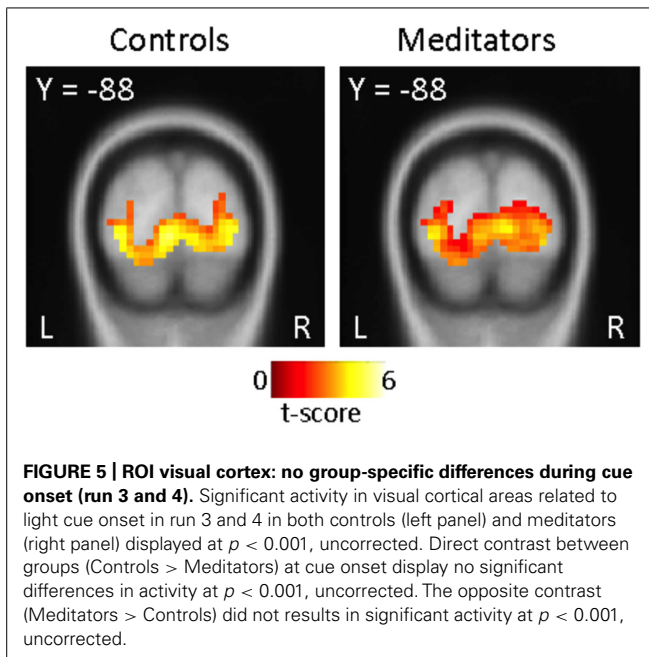 Controls
Meditators
Y = -88
Y = -88
L
R
L
R
0
6
t-score
FIGURE 5 | ROI visual cortex: no group-specific differences during cue
onset (run 3 and 4). Significant activity in visual cortical areas related to
light cue onset in run 3 and 4 in both controls (left panel) and meditators
(right panel) displayed at p < 0.001, uncorrected. Direct contrast between
groups (Controls > Meditators) at cue onset display no significant
differences in activity at p < 0.001, uncorrected. The opposite contrast
(Meditators > Controls) did not results in significant activity at p < 0.001,
uncorrected.